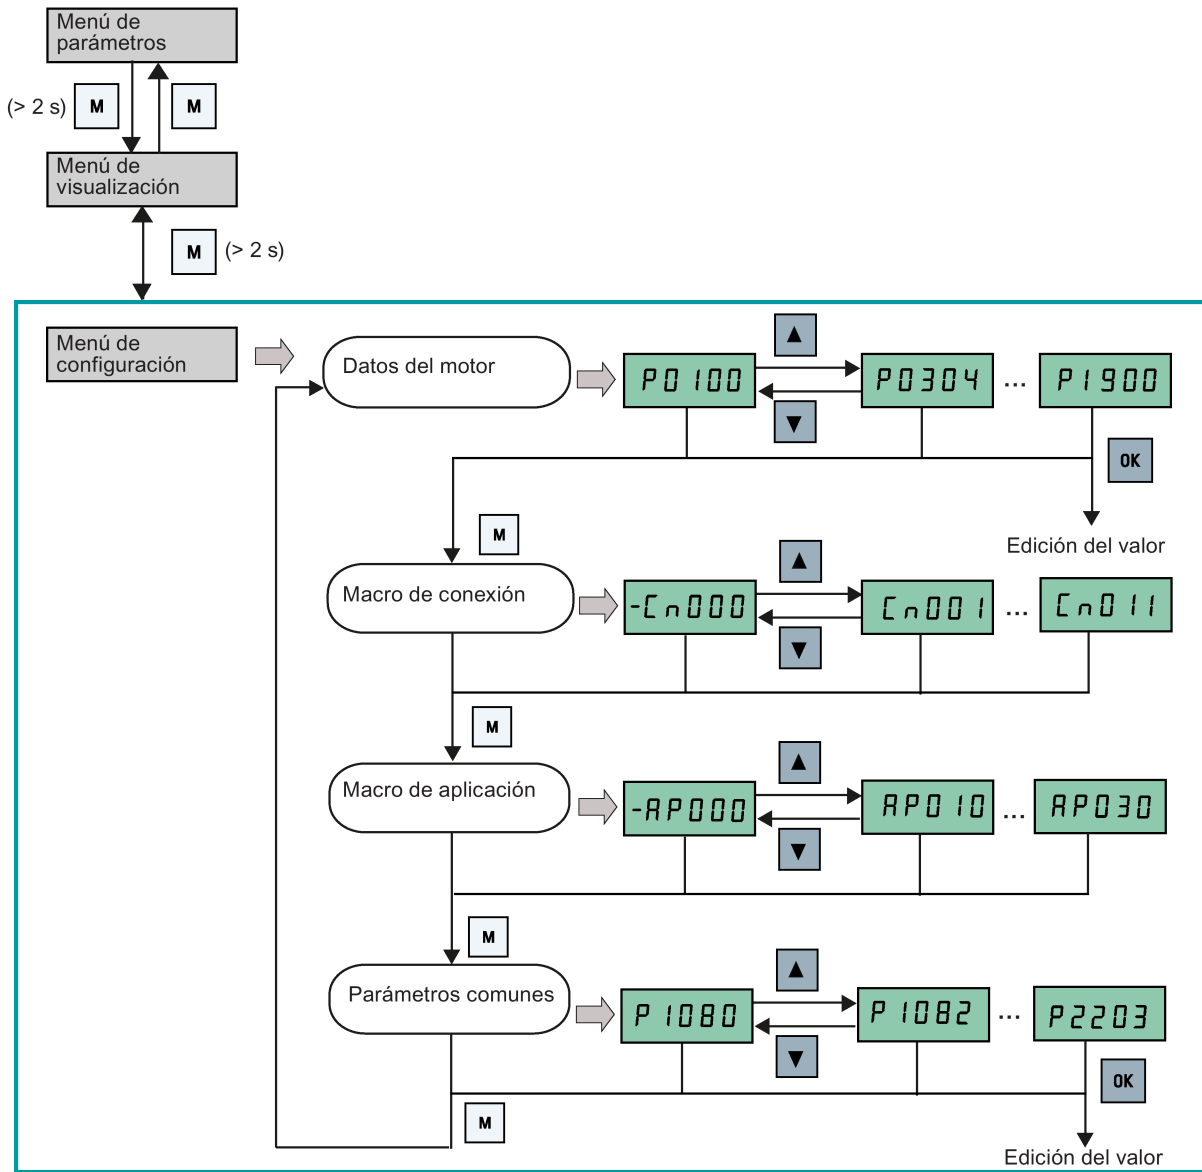 Menú de
parámetros
(> 2 s)
M
M
Menú de
visualización
M
(> 2 s)
Menú de
configuración
Datos del motor
P0100
P0304
...
P1900
OK
Edición del valor
M
Macro de conexión
-Cn000
Cn001
...
Cn011
M
Macro de aplicación
-AP000
AP010
...
AP030
M
Parámetros comunes
P1080
P1082
...
P2203
OK
M
Edición del valor